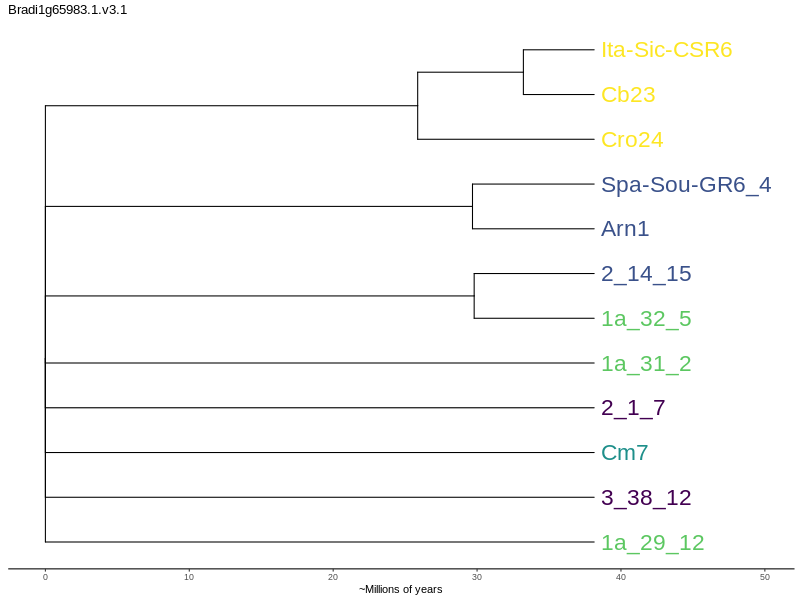 Bradi1g65983.1.v3.1
Ita-Sic-CSR6
Cb23
Cro24
Spa-Sou-GR6_4
Arn1
2_14_15
1a_32_5
1a_31_2
2_1_7
Cm7
3_38_12
1a_29_12
0 10 20 30 40 50
~Millions of years